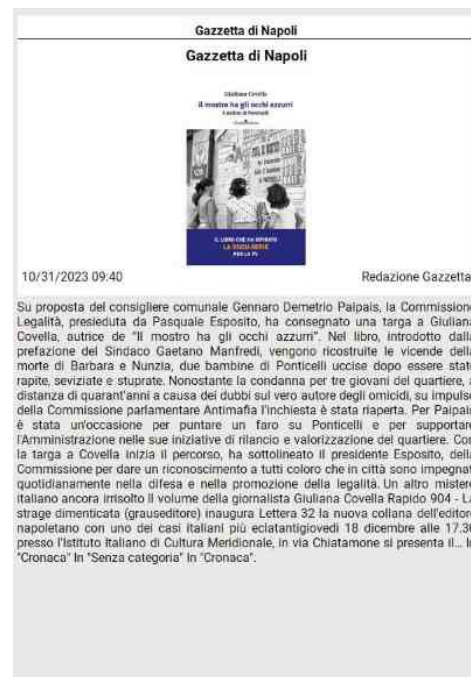 Gazzetta di Napoli
Gazzetta di Napoli
Giuliana Covella
il mostro ha gli occhi azzurri
IL LIBRO CHE HA ISPIRATO
LA DOCU-SERIE
PER LA TV
10/31/2023 09:40
Redazione Gazzetta
Su proposta del consigliere comunale Gennaro Demetrio Paipais, la Commissione
Legalità, presieduta da Pasquale Esposito, ha consegnato una targa a Giuliana
Covella, autrice de "Il mostro ha gli occhi azzurri". Nel libro, introdotto dalla
prefazione del Sindaco Gaetano Manfredi, vengono ricostruite le vicende della
morte di Barbara e Nunzia, due bambine di Ponticelli uccise dopo essere state
rapite, seviziate e stuprate. Nonostante la condanna per tre giovani del quartiere, a
distanza di quarant'anni a causa dei dubbi sul vero autore degli omicidi, su impulso
della Commissione parlamentare Antimafia l'inchiesta è stata riaperta. Per Paipais
è stata un'occasione per puntare un faro su Ponticelli e per supportare
l'Amministrazione nelle sue iniziative di rilancio e valorizzazione del quartiere. Con
la targa a Covella inizia il percorso, ha sottolineato il presidente Esposito, della
Commissione per dare un riconoscimento a tutti coloro che in città sono impegnati
quotidianamente nella difesa e nella promozione della legalità. Un altro mistero
italiano ancora irrisolto Il volume della giornalista Giuliana Covella Rapido 904 - La
strage dimenticata (grauseditore) inaugura Lettera 32 la nuova collana dell'editore
napoletano con uno dei casi italiani più eclatantigiovedì 18 dicembre alle 17.30
presso l'Istituto Italiano di Cultura Meridionale, in via Chiatamone si presenta il... In
"Cronaca" In "Senza categoria" In "Cronaca".